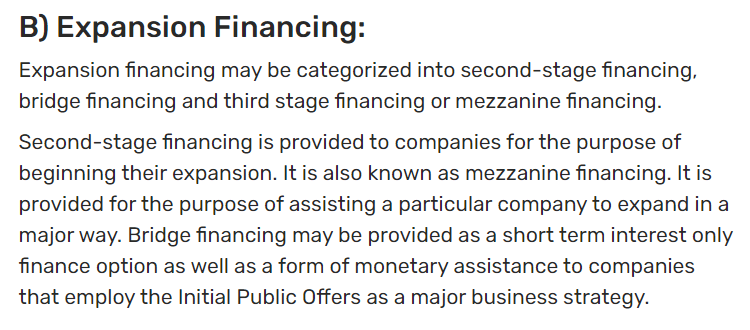 B) Expansion Financing:
Expansion financing may be categorized into second-stage financing,
bridge financing and third stage financing or mezzanine financing.
Second-stage financing is provided to companies for the purpose of
beginning their expansion. It is also known as mezzanine financing. It is
provided for the purpose of assisting a particular company to expand in a
major way. Bridge financing may be provided as a short term interest only
finance option as well as a form of monetary assistance to companies
that employ the Initial Public Offers as a major business strategy.